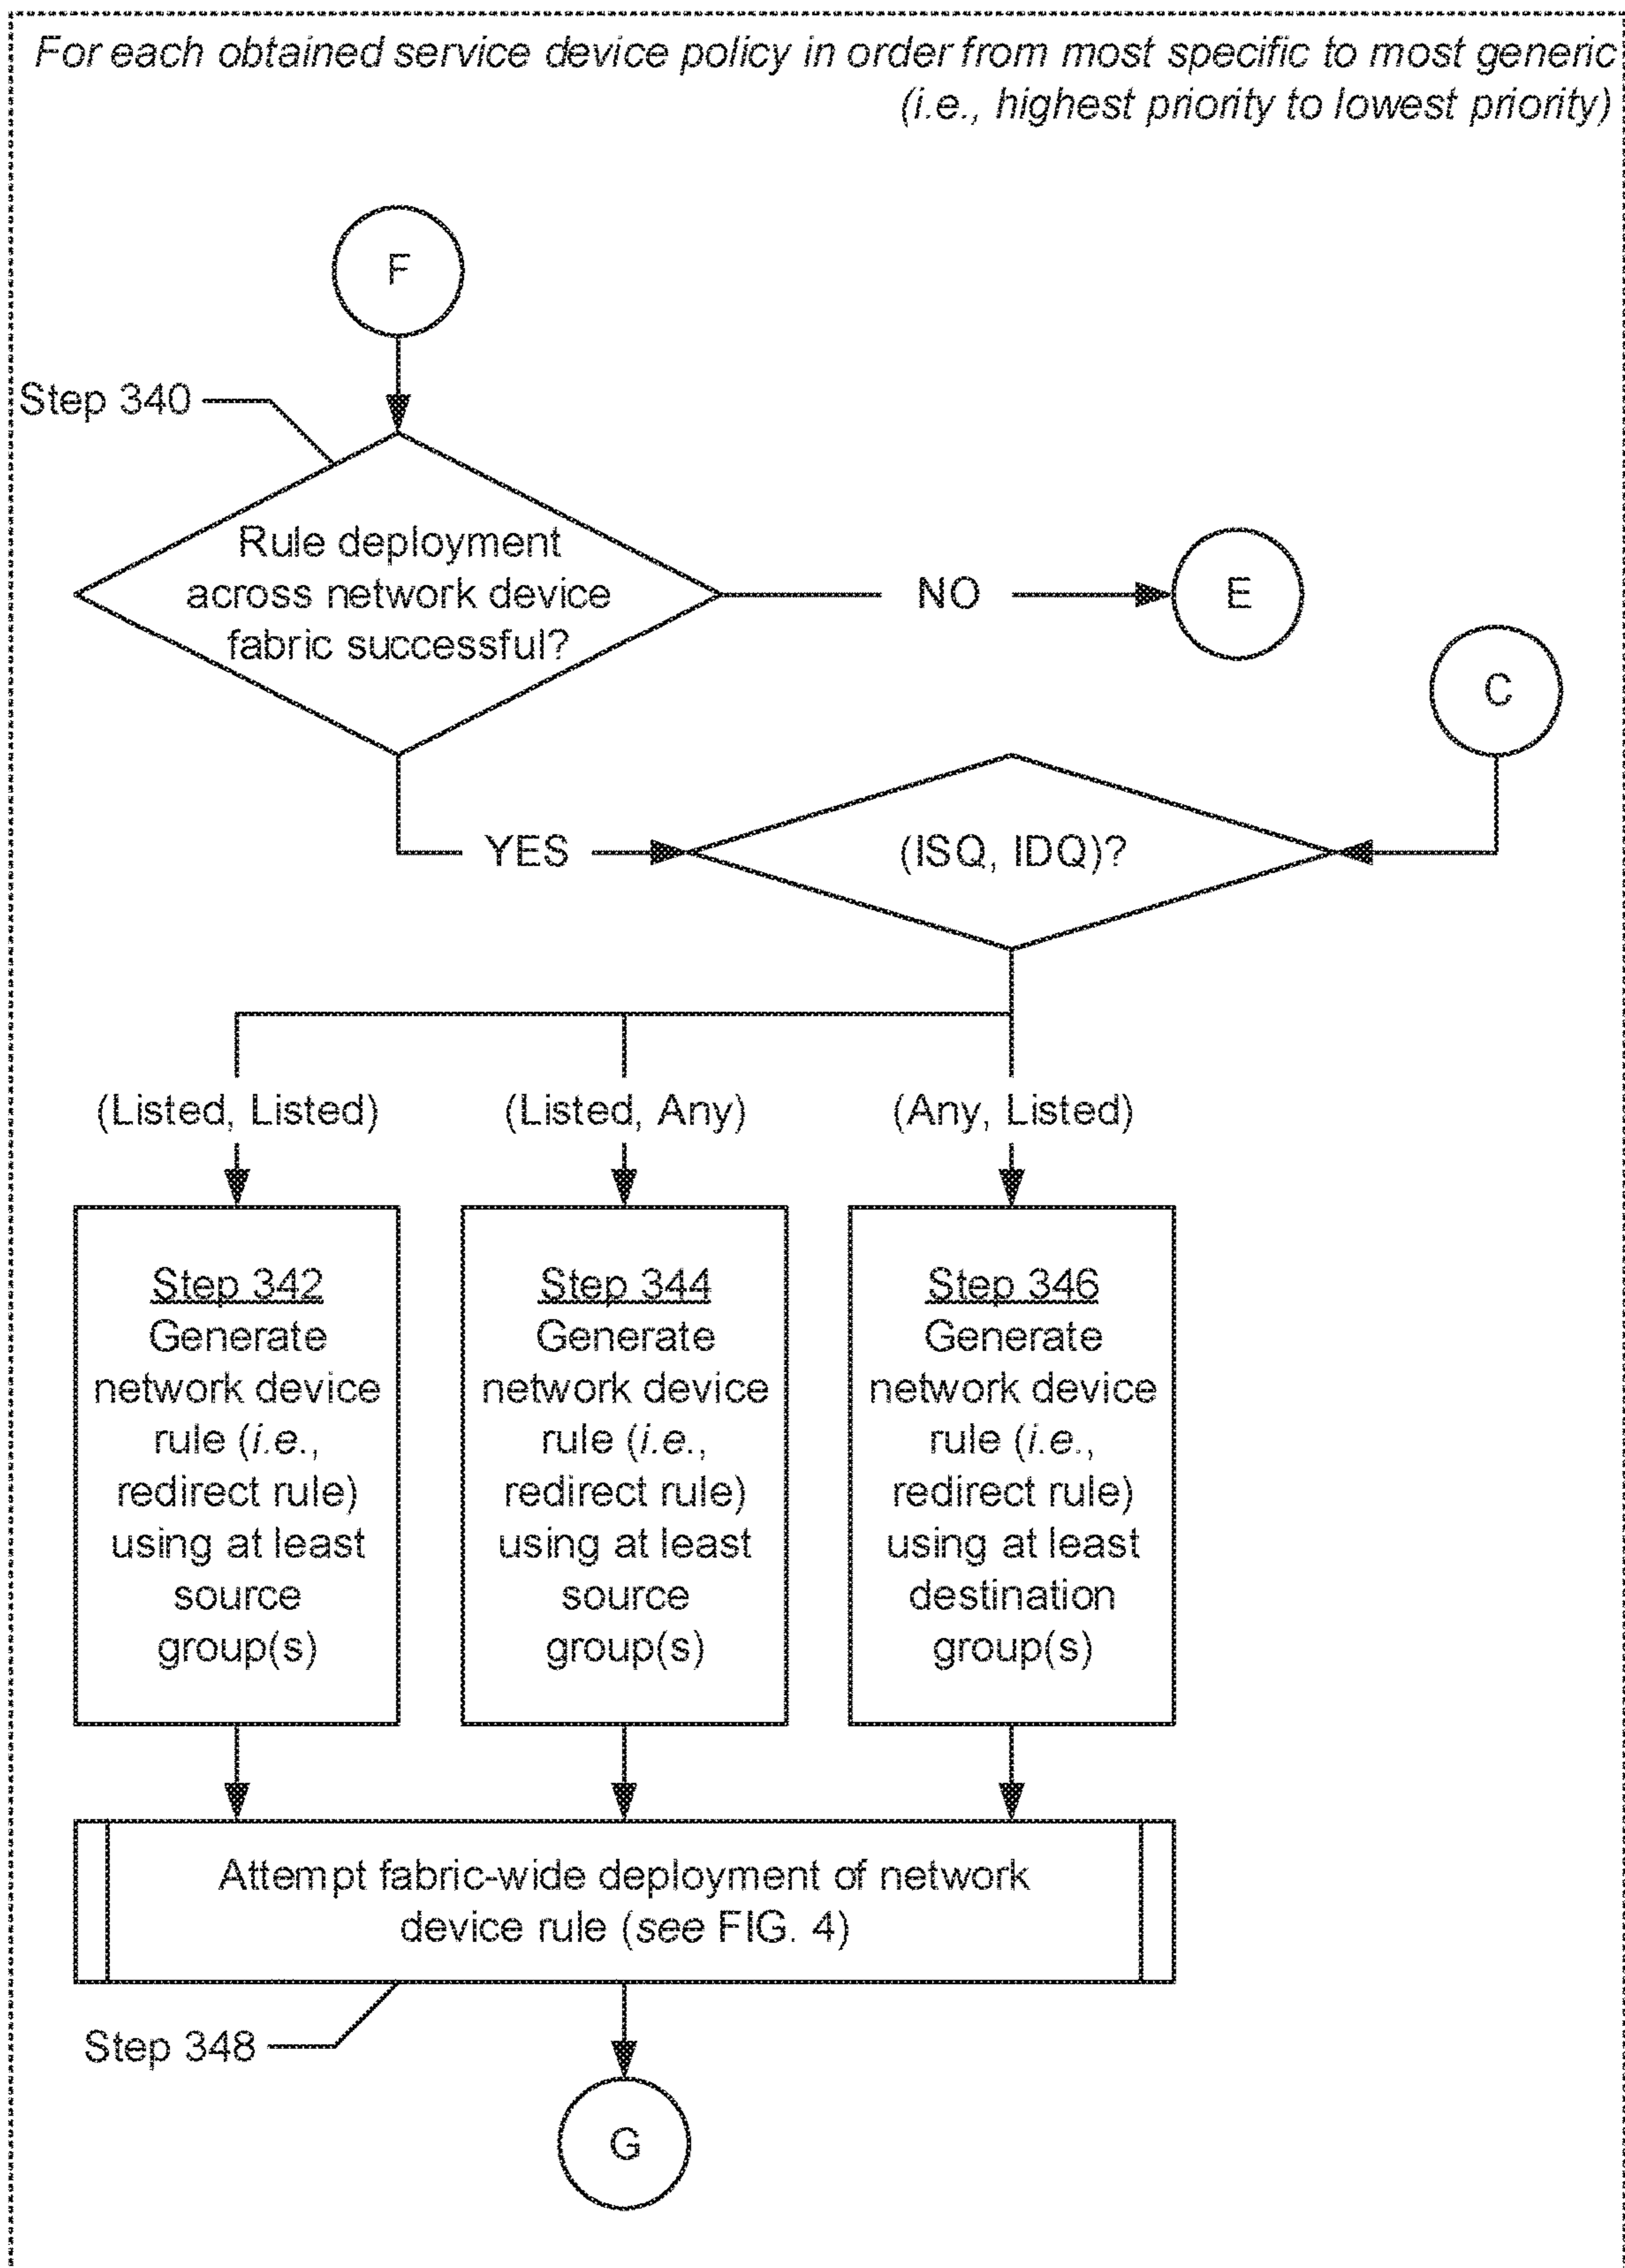 For each obtained service device policy in order from most specific to most generic
(i.e., highest priority to lowest priority)
F
Step 340
Rule deployment
across network device
fabric successful?
NO
E
C
YES
(ISQ, IDQ)?
(Listed, Listed)
(Listed, Any)
(Any, Listed)
Step 342
Generate
network device
rule (i.e.,
redirect rule)
using at least
source
group(s)
Step 344
Generate
network device
rule (i.e.,
redirect rule)
using at least
source
group(s)
Step 346
Generate
network device
rule (i.e.,
redirect rule)
using at least
destination
group(s)
Attempt fabric-wide deployment of network
device rule (see FIG. 4)
Step 348
G